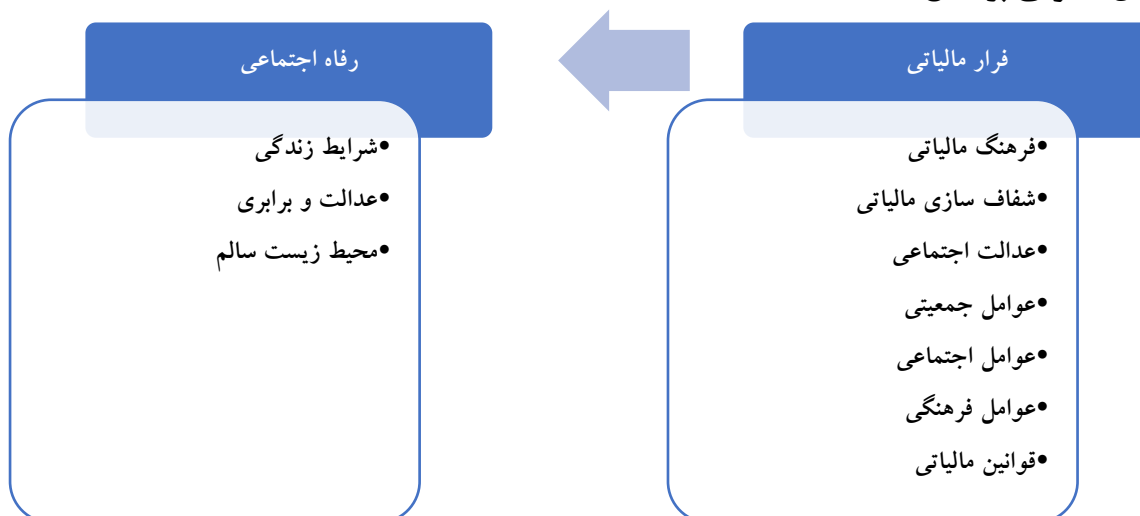 فرار مالیاتی
•فرهنگ مالیاتی
•شفاف سازی مالیاتی
•عدالت اجتماعی
•عوامل جمعیتی
•عوامل اجتماعی
•عوامل فرهنگی
•قوانین مالیاتی
رفاه اجتماعی
•شرایط زندگی
•عدالت و برابری
•محیط زیست سالم